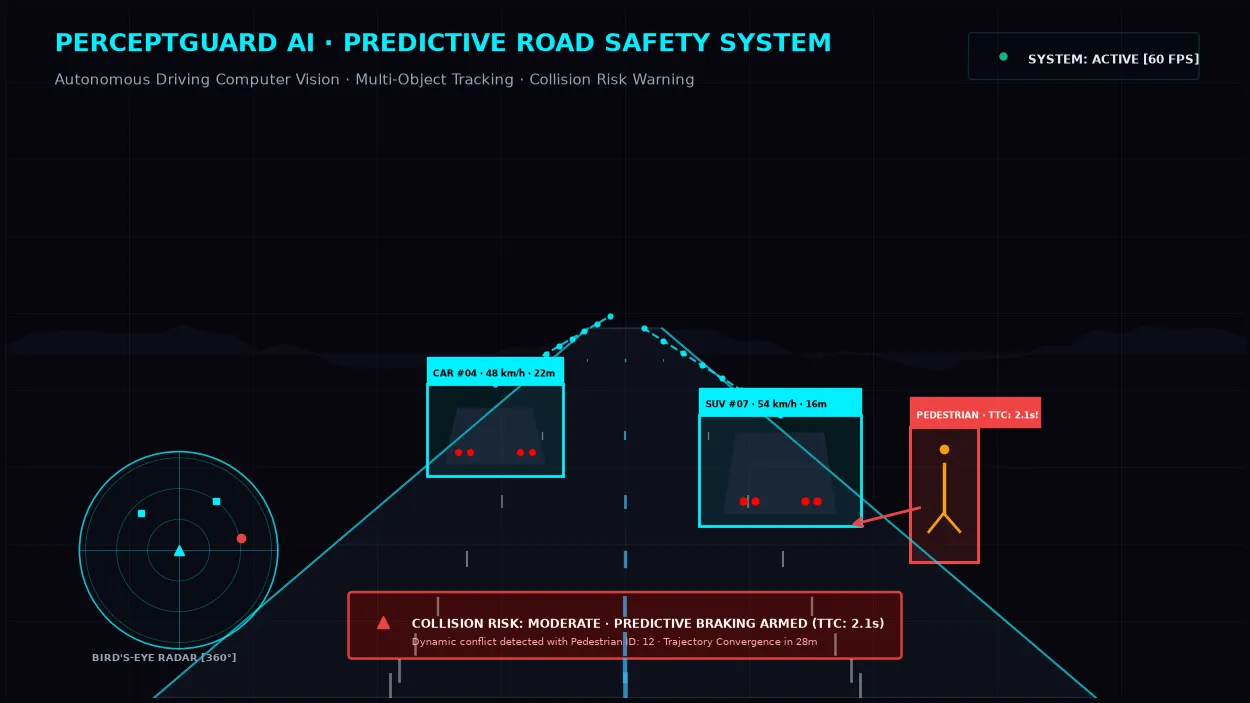 PERCEPTGUARD AI · PREDICTIVE ROAD SAFETY SYSTEM
Autonomous Driving Computer Vision · Multi-Object Tracking · Collision Risk Warning
SYSTEM: ACTIVE [60 FPS]
CAR #04 · 48 km/h · 22m
SUV #07 · 54 km/h · 16m
PEDESTRIAN · TTC: 2.1s!
COLLISION RISK: MODERATE · PREDICTIVE BRAKING ARMED (TTC: 2.1s)
Dynamic conflict detected with Pedestrian ID: 12 · Trajectory Convergence in 28m
BIRD'S-EYE RADAR [360°]